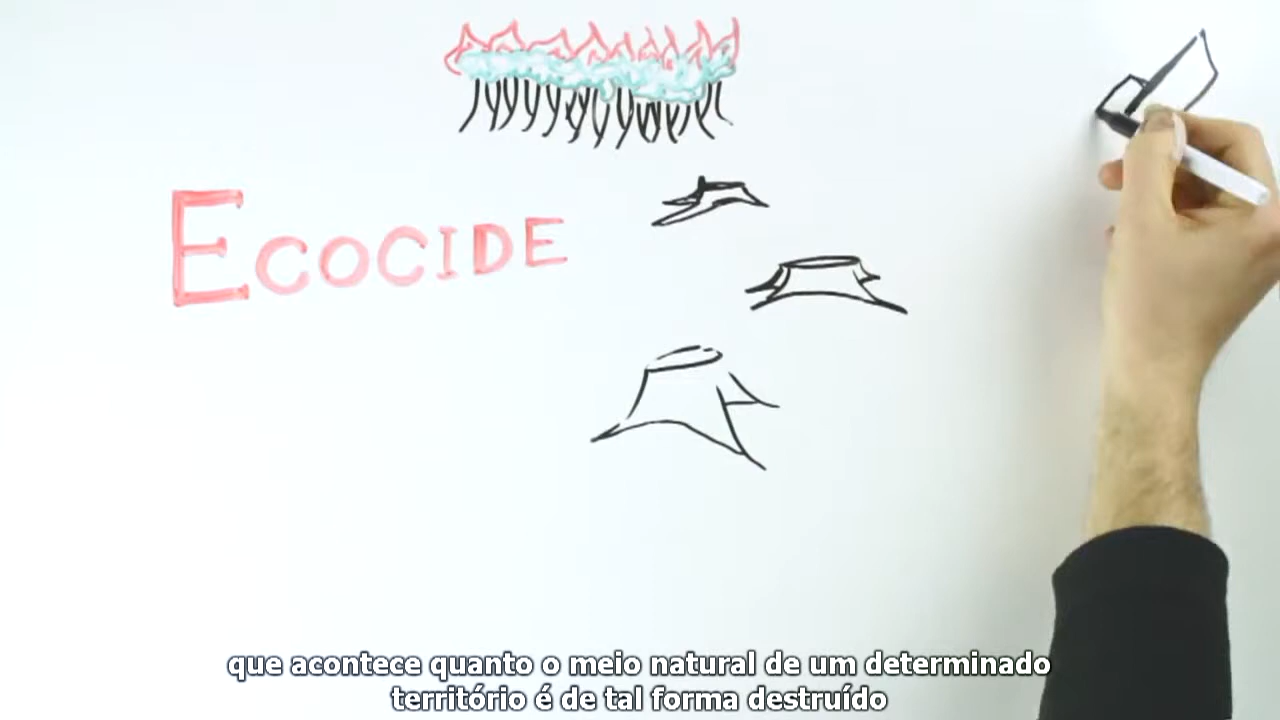 ECOCIDE
que acontece quanto o meio natural de um determinado
território é de tal forma destruído